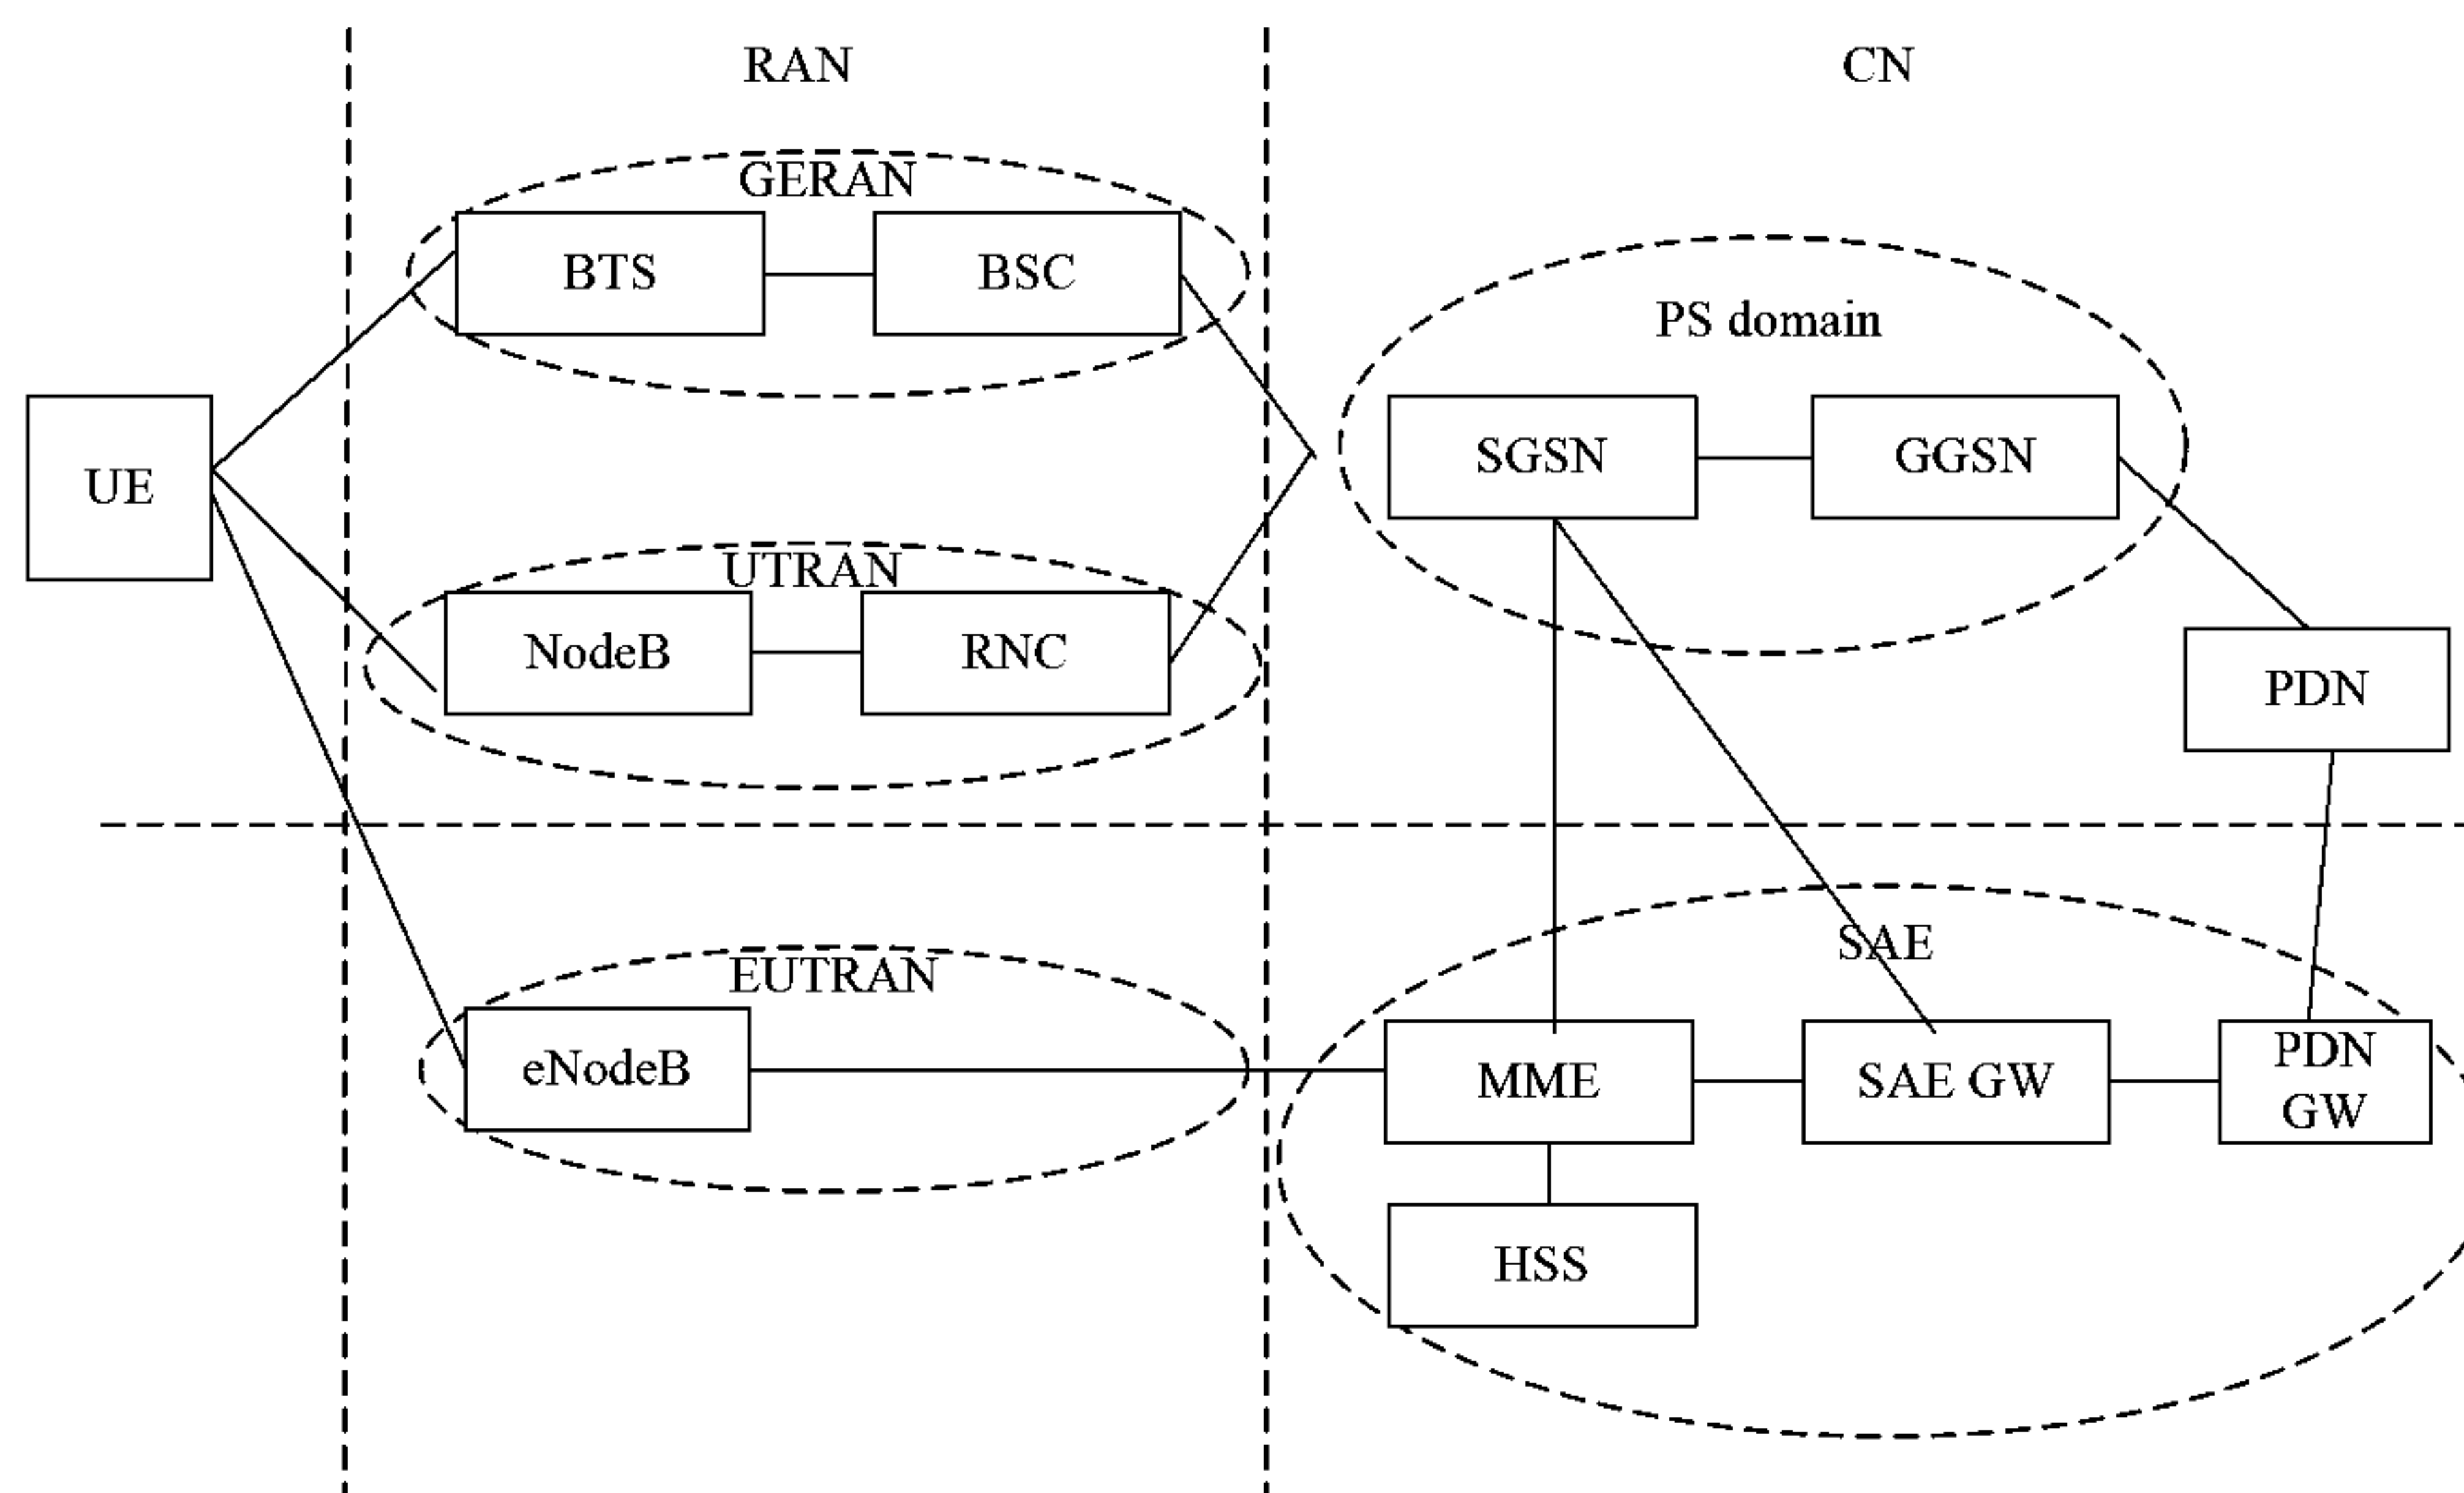 RAN
CN
GERAN
BTS
BSC
PS domain
UE
SGSN
GGSN
UTRAN
NodeB
RNC
PDN
SAE
EUTRAN
eNodeB
MME
SAE GW
PDN
GW
HSS